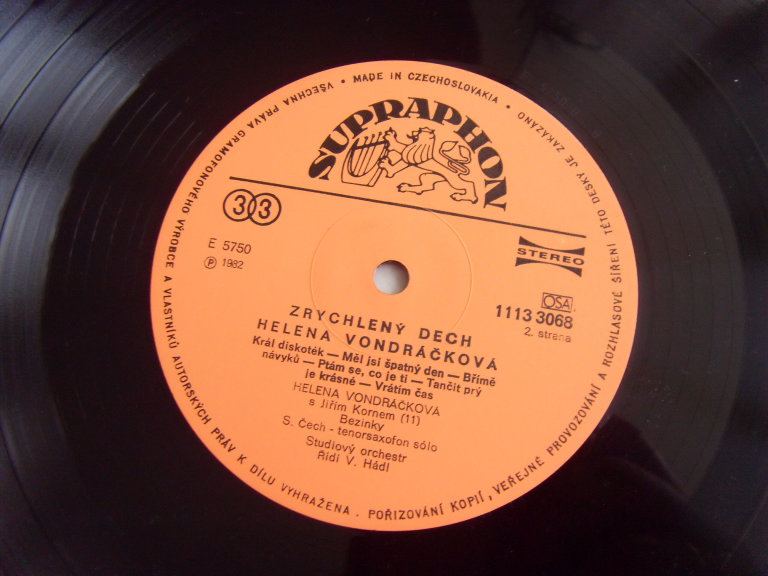 VŠECHNA PRÁVA GRAMOFONOVÉHO VÝROBCE A VLASTNÍKŮ AUTORSKÝCH PRÁV K DÍLU VYHRAŽENA . POŘIZOVÁNÍ KOPIÍ, VEŘEJNÉ PROVOZOVÁNÍ A ROZHLASOVÉ ŠÍŘENÍ TÉTO DESKY JE ZAKÁZÁNO • MADE IN CZECHOSLOVAKIA •
SUPRAPHON
33
STEREO
E 5750
℗ 1982
OSA
1113 3068
2. strana
ZRYCHLENÝ DECH
HELENA VONDRÁČKOVÁ
Král diskoték — Měl jsi špatný den — Břímě
návyků — Ptám se, co je ti — Tančit prý
je krásné — Vrátím čas
HELENA VONDRÁČKOVÁ
s Jiřím Kornem (11)
Bezinky
S. Čech - tenorsaxofon sólo
Studiový orchestr
Řídí V. Hádl